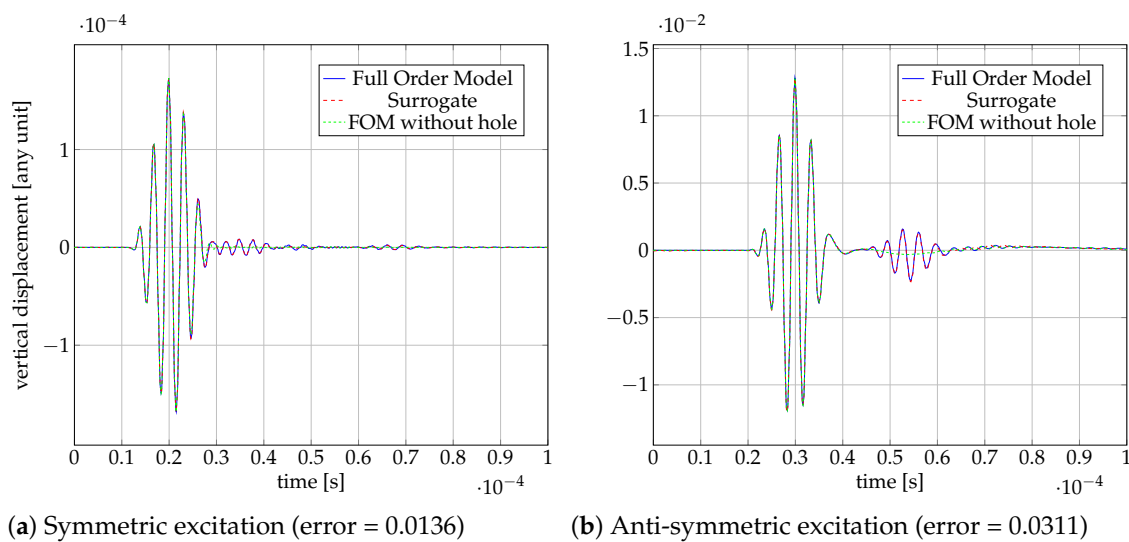 ·10⁻⁴
1
0
−1
vertical displacement [any unit]
Full Order Model
Surrogate
FOM without hole
0 0.1 0.2 0.3 0.4 0.5 0.6 0.7 0.8 0.9 1
time [s]
·10⁻⁴
(a) Symmetric excitation (error = 0.0136)
·10⁻²
1.5
1
0.5
0
−0.5
−1
Full Order Model
Surrogate
FOM without hole
0 0.1 0.2 0.3 0.4 0.5 0.6 0.7 0.8 0.9 1
time [s]
·10⁻⁴
(b) Anti-symmetric excitation (error = 0.0311)